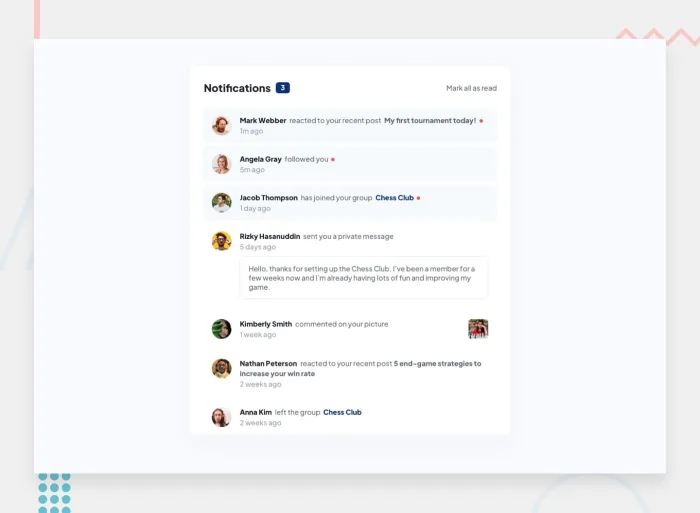 Notifications 3
Mark all as read
Mark Webber reacted to your recent post My first tournament today!
1m ago
Angela Gray followed you
5m ago
Jacob Thompson has joined your group Chess Club
1 day ago
Rizky Hasanuddin sent you a private message
5 days ago
Hello, thanks for setting up the Chess Club. I've been a member for a
few weeks now and I'm already having lots of fun and improving my
game.
Kimberly Smith commented on your picture
1 week ago
Nathan Peterson reacted to your recent post 5 end-game strategies to
increase your win rate
2 weeks ago
Anna Kim left the group Chess Club
2 weeks ago